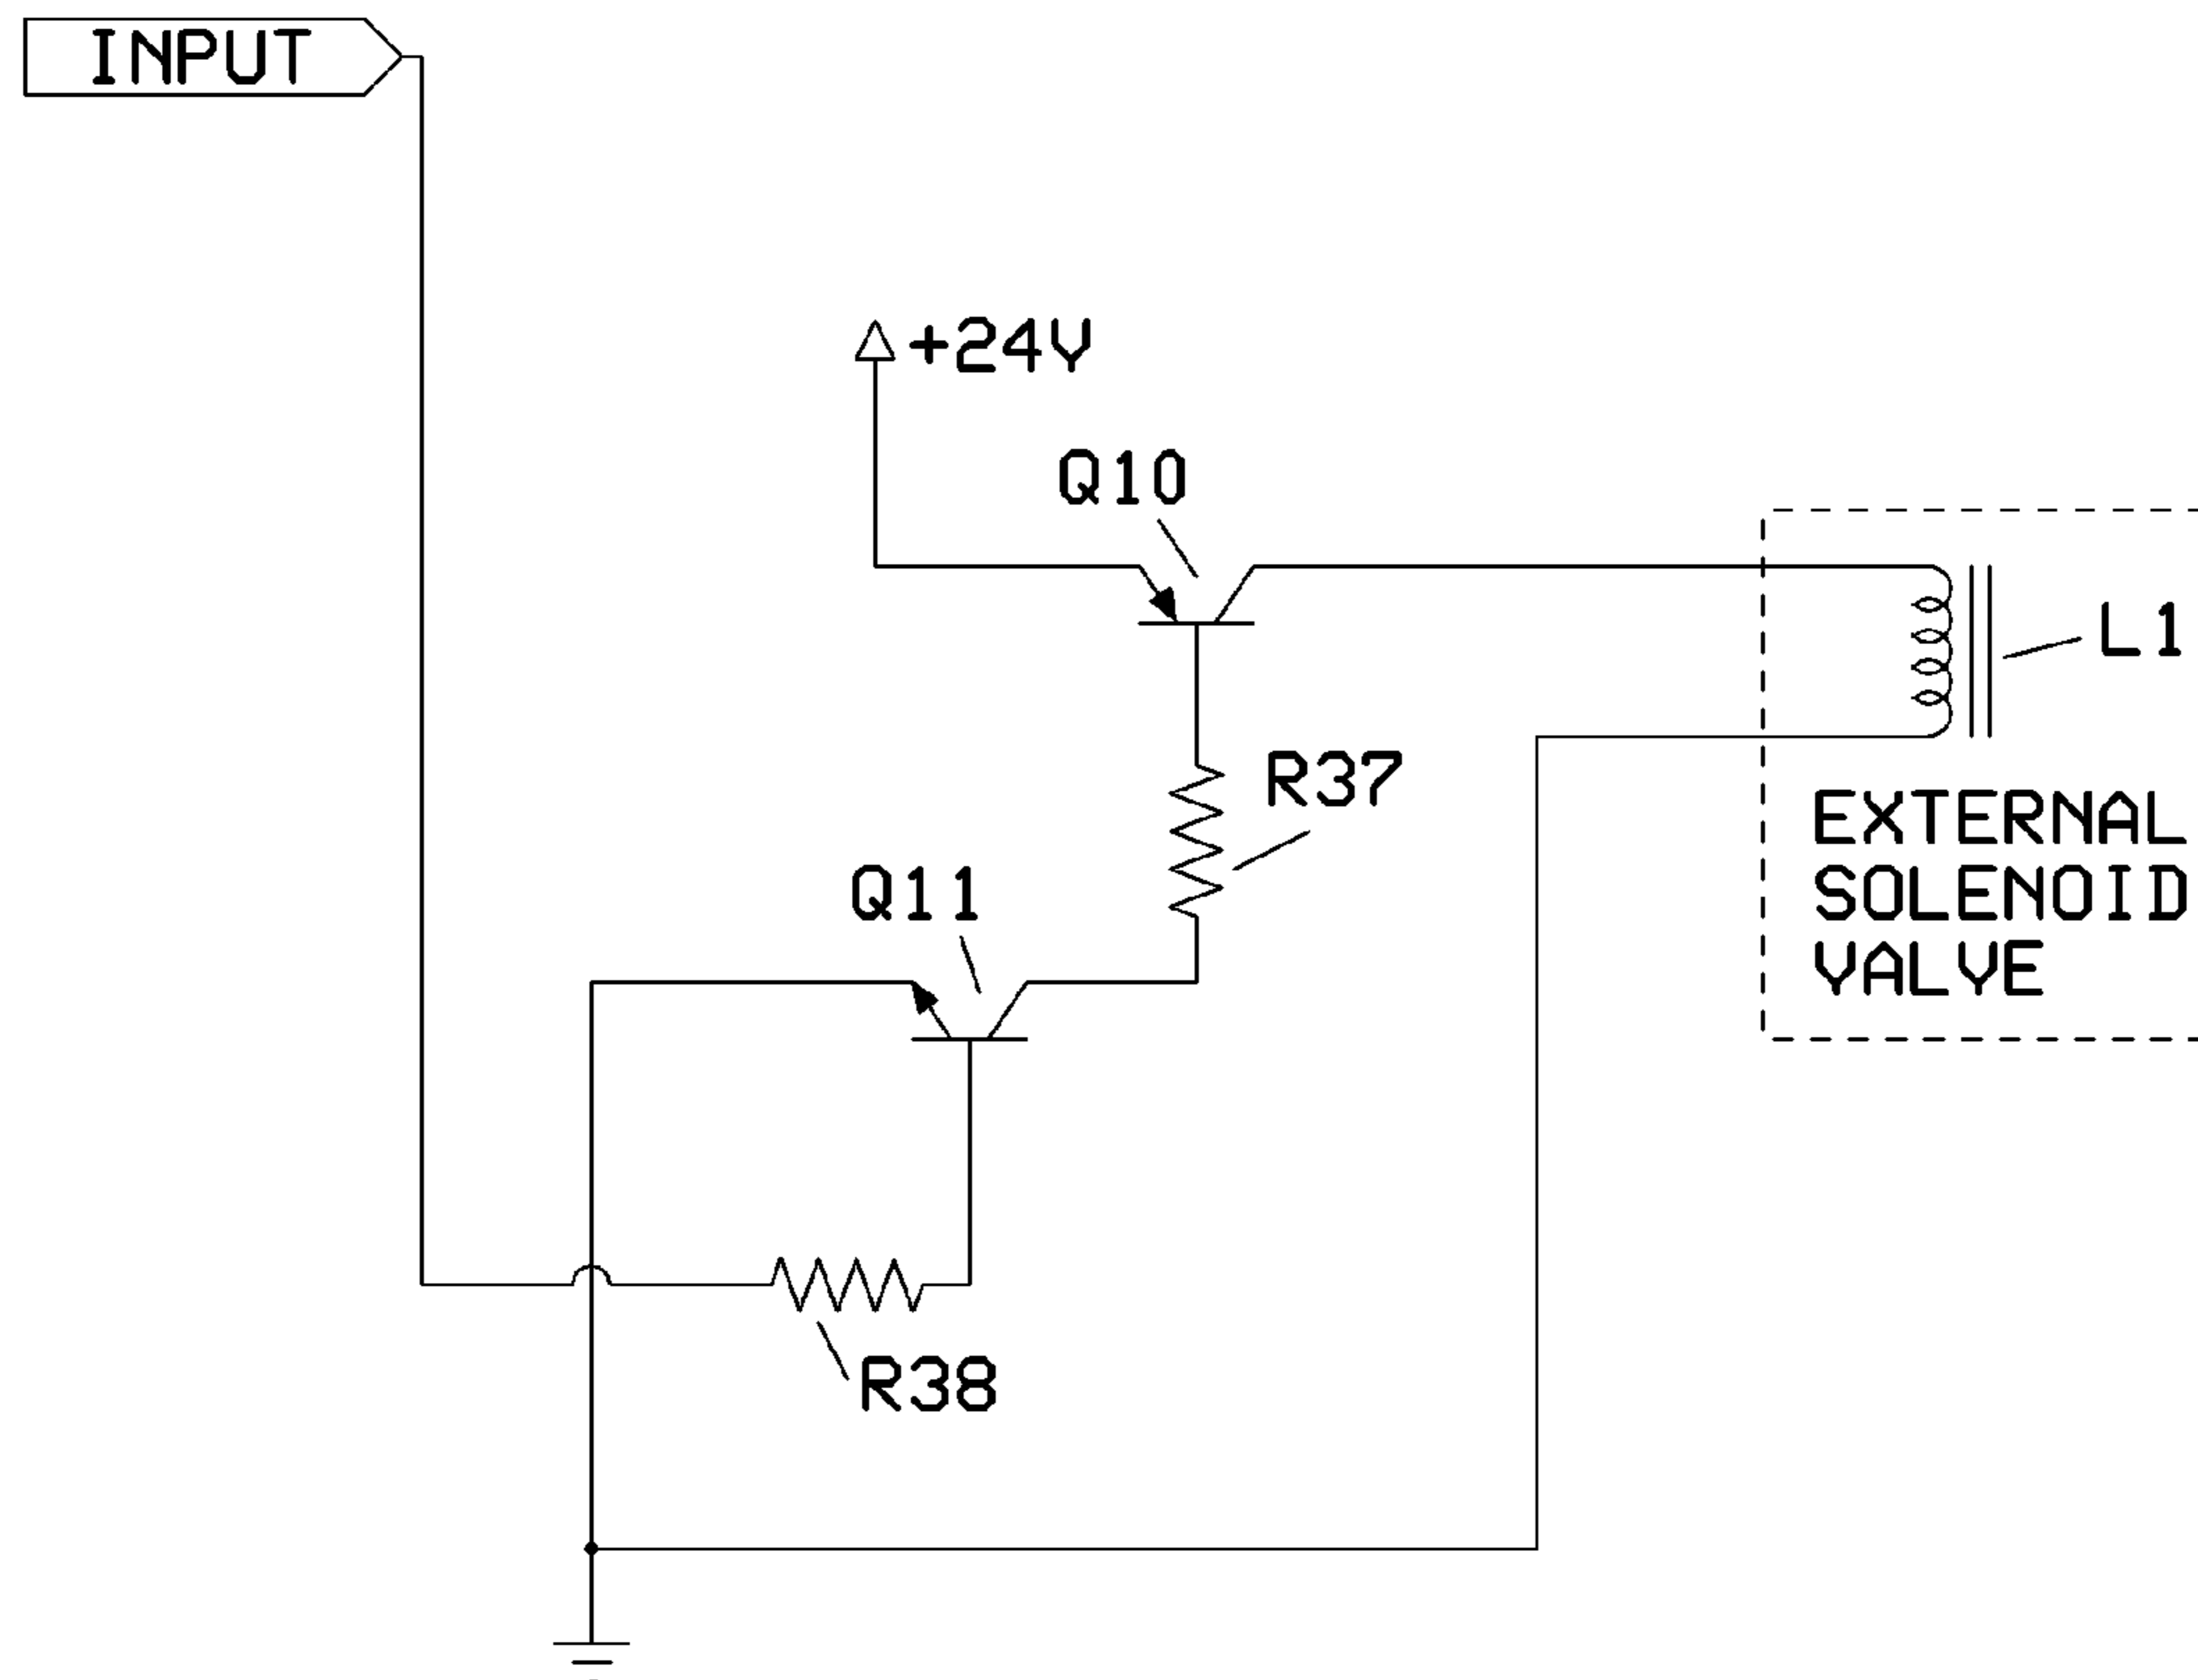 INPUT
+24V
Q10
L1
R37
EXTERNAL
SOLENOID
VALVE
Q11
R38